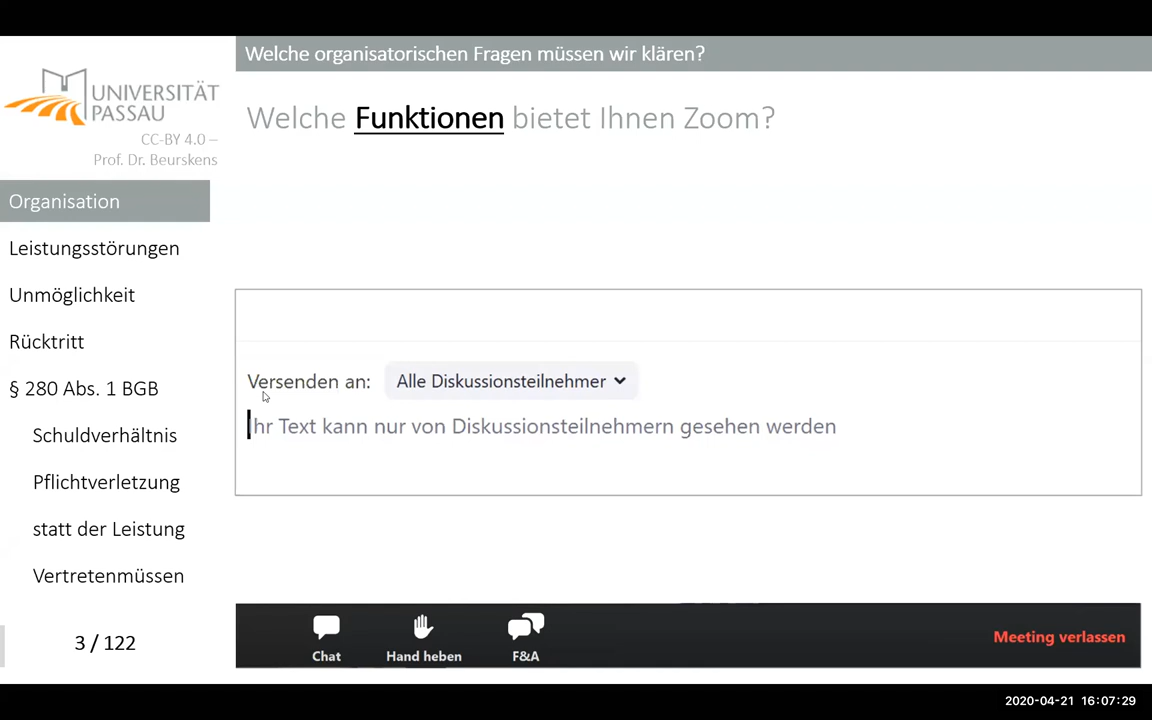 Welche organisatorischen Fragen müssen wir klären?
UNIVERSITÄT
PASSAU
CC-BY 4.0 –
Prof. Dr. Beurskens
Welche Funktionen bietet Ihnen Zoom?
Organisation
Leistungsstörungen
Unmöglichkeit
Rücktritt
§ 280 Abs. 1 BGB
Schuldverhältnis
Pflichtverletzung
statt der Leistung
Vertretenmüssen
3 / 122
Versenden an: Alle Diskussionsteilnehmer
Ihr Text kann nur von Diskussionsteilnehmern gesehen werden
Chat
Hand heben
F&A
Meeting verlassen
2020-04-21 16:07:29